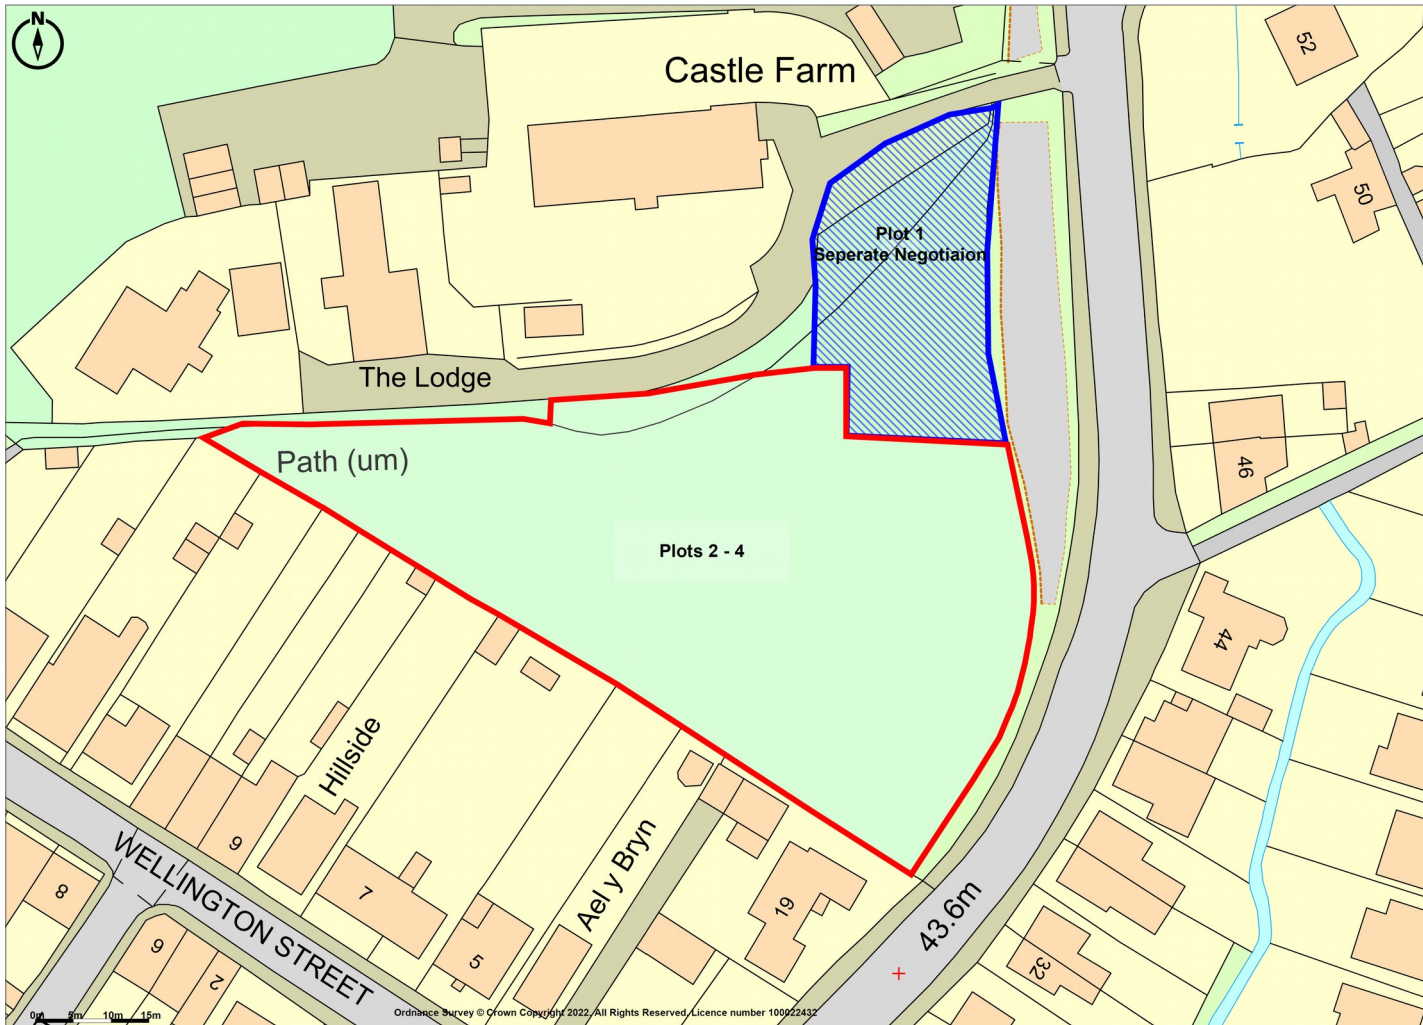 N
Castle Farm
52
50
Plot 1
Seperate Negotiaion
The Lodge
Path (um)
46
Plots 2 - 4
44
Hillside
Ael y Bryn
WELLINGTON STREET
9
7
5
19
43.6m
32
8
9
2
0m 5m 10m 15m
Ordnance Survey © Crown Copyright 2022. All Rights Reserved. Licence number 100022432